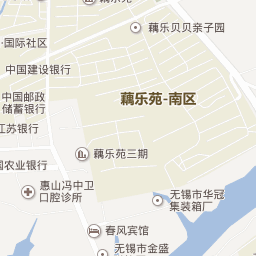 藕乐苑
藕乐贝贝亲子园
·国际社区
中国建设银行
中国邮政
储蓄银行
藕乐苑-南区
江苏银行
藕乐苑三期
国农业银行
惠山冯中卫
口腔诊所
无锡市华冠
集装箱厂
春风宾馆
无锡市金盛